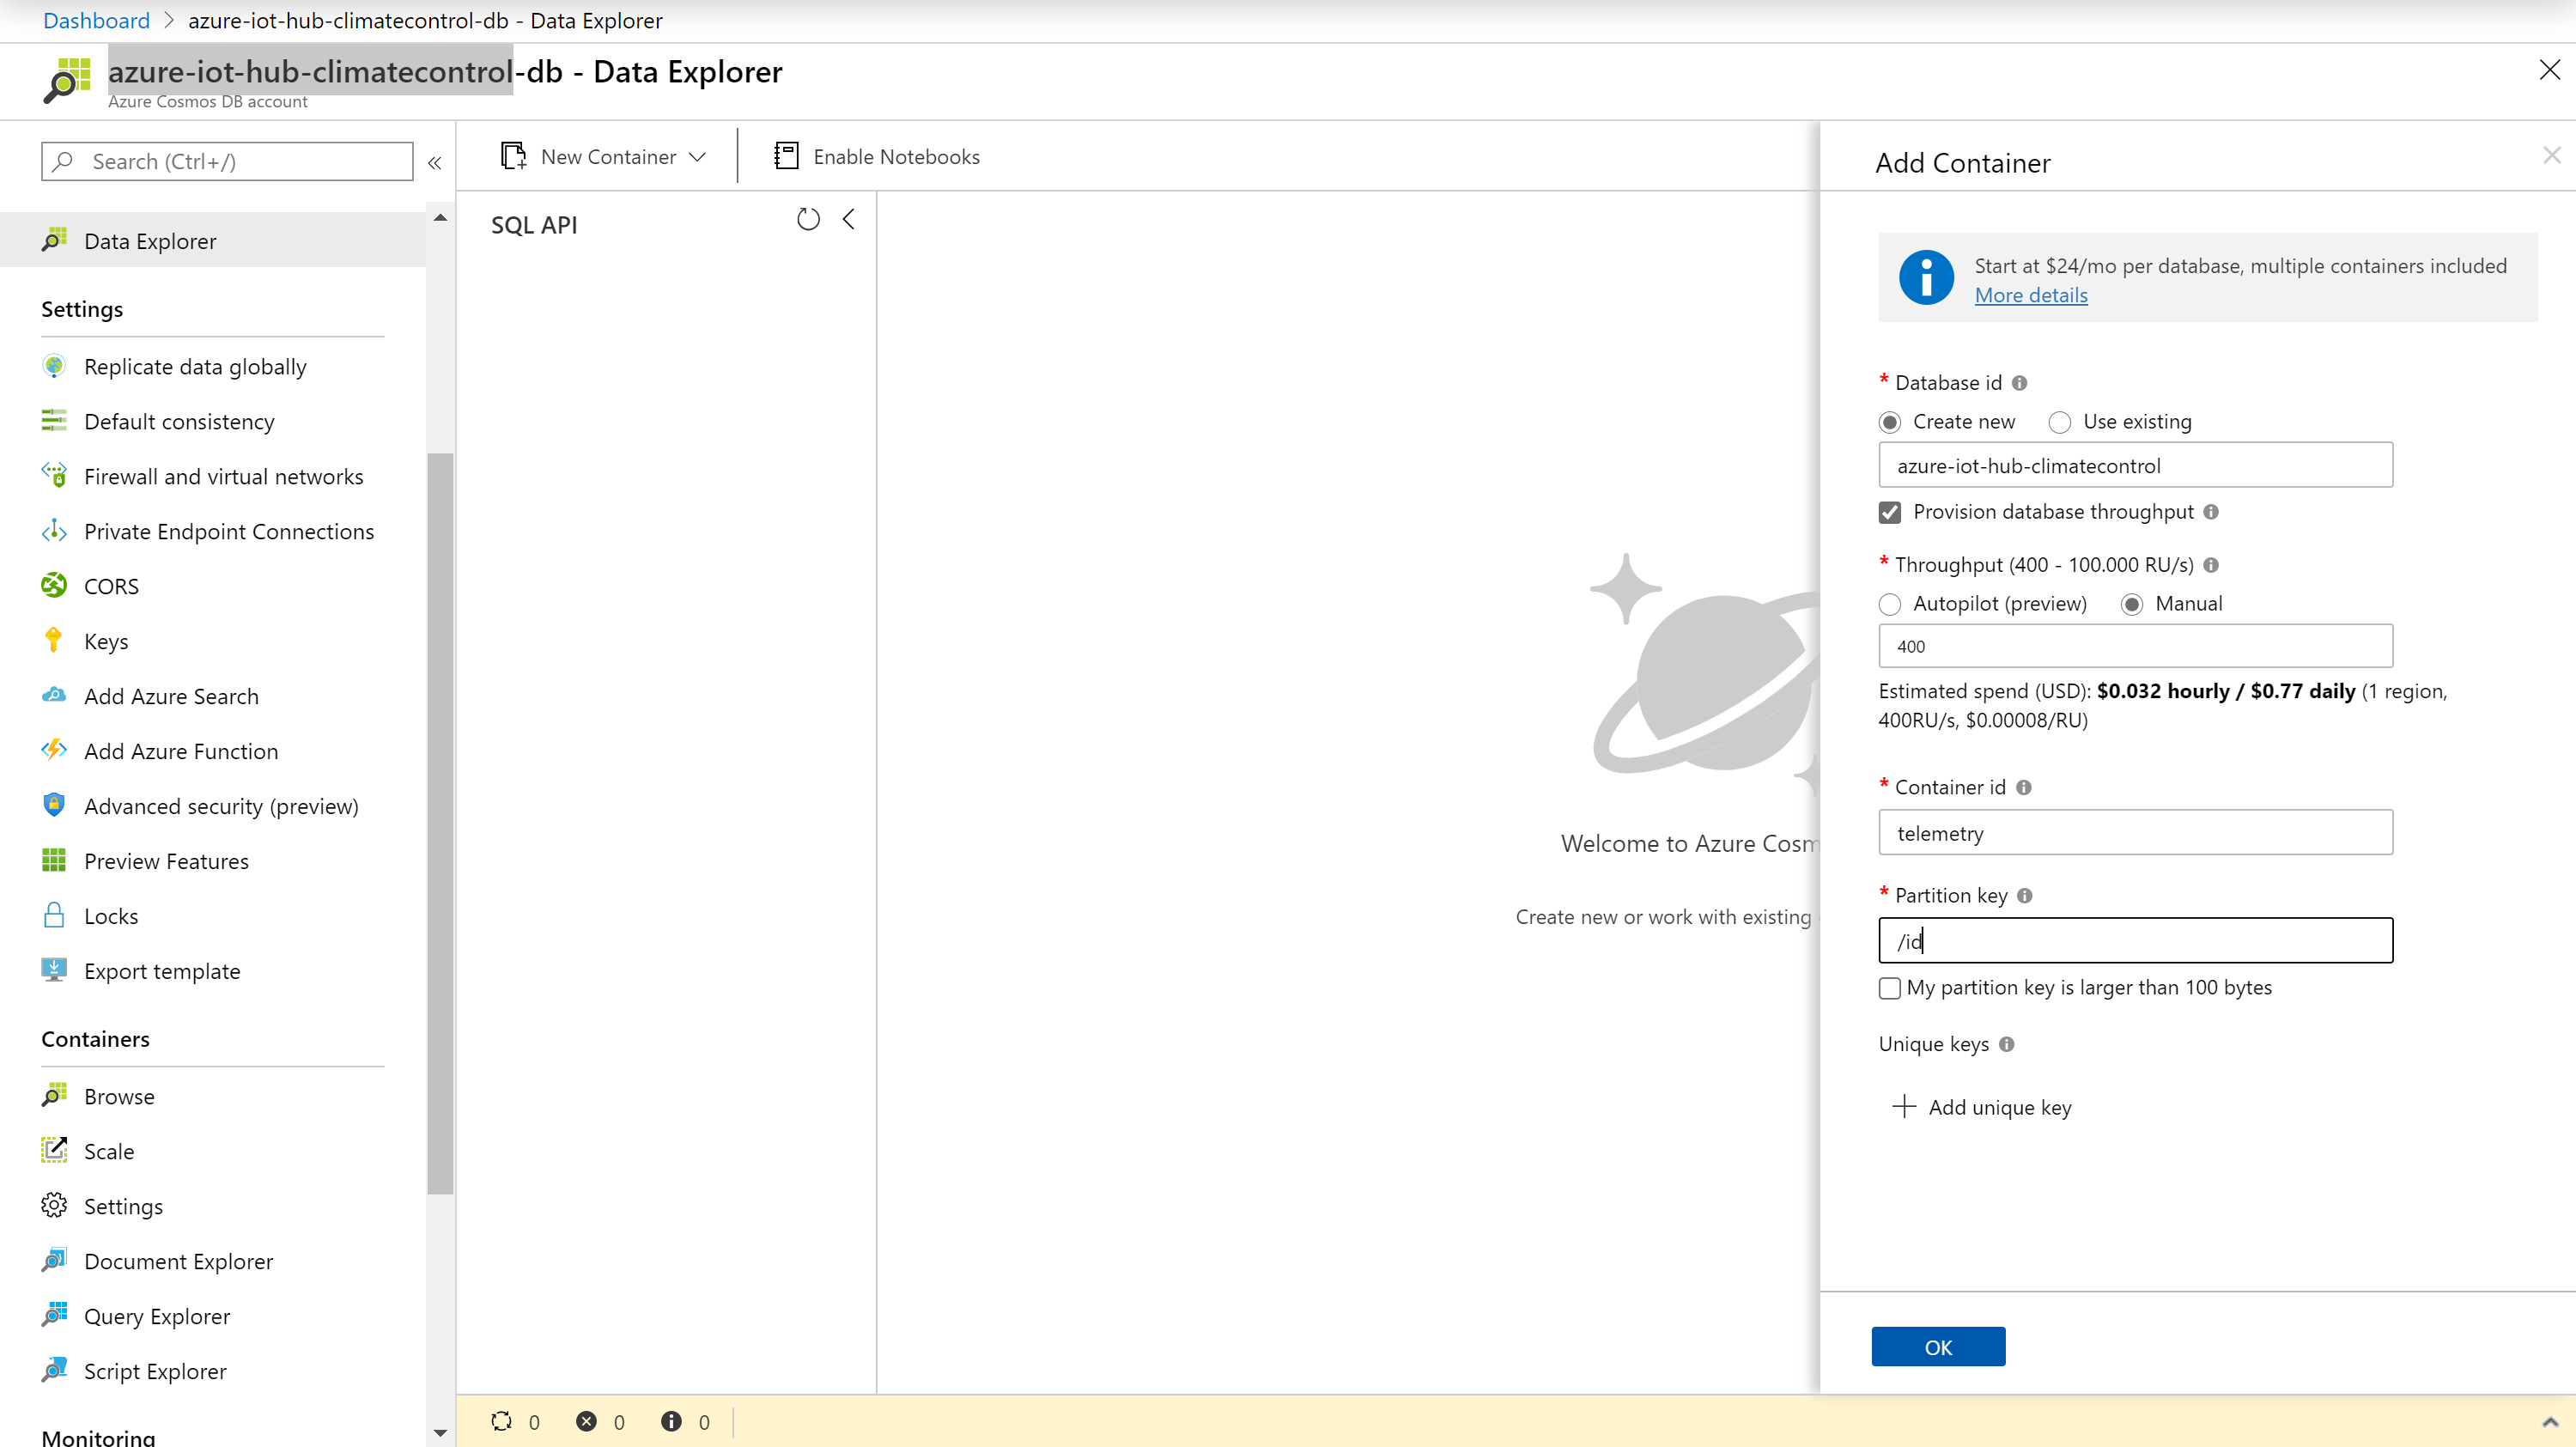 Dashboard > azure-iot-hub-climatecontrol-db - Data Explorer
azure-iot-hub-climatecontrol-db - Data Explorer
Azure Cosmos DB account
Search (Ctrl+/)
«
Data Explorer
Settings
Replicate data globally
Default consistency
Firewall and virtual networks
Private Endpoint Connections
CORS
Keys
Add Azure Search
Add Azure Function
Advanced security (preview)
Preview Features
Locks
Export template
Containers
Browse
Scale
Settings
Document Explorer
Query Explorer
Script Explorer
Monitoring
New Container
Enable Notebooks
SQL API
Welcome to Azure Cosm
Create new or work with existing
0 0 0
Add Container
Start at $24/mo per database, multiple containers included
More details
* Database id
Create new Use existing
azure-iot-hub-climatecontrol
Provision database throughput
* Throughput (400 - 100.000 RU/s)
Autopilot (preview) Manual
400
Estimated spend (USD): $0.032 hourly / $0.77 daily (1 region,
400RU/s, $0.00008/RU)
* Container id
telemetry
* Partition key
/id
My partition key is larger than 100 bytes
Unique keys
Add unique key
OK